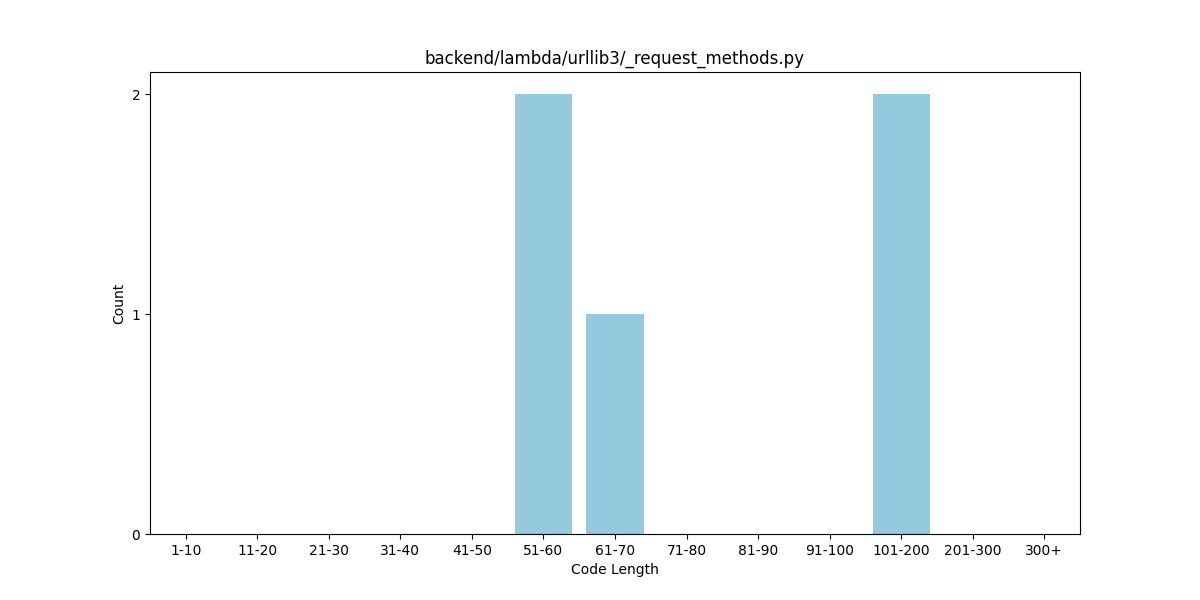 backend/lambda/urllib3/_request_methods.py
2
1
0
Count
1-10 11-20 21-30 31-40 41-50 51-60 61-70 71-80 81-90 91-100 101-200 201-300 300+
Code Length